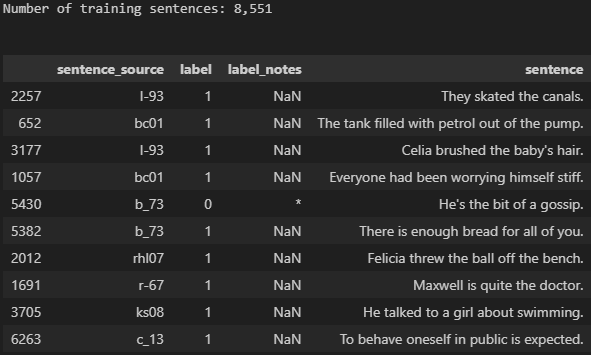 Number of training sentences: 8,551
sentence_source label label_notes sentence
2257 l-93 1 NaN They skated the canals.
652 bc01 1 NaN The tank filled with petrol out of the pump.
3177 l-93 1 NaN Celia brushed the baby's hair.
1057 bc01 1 NaN Everyone had been worrying himself stiff.
5430 b_73 0 * He's the bit of a gossip.
5382 b_73 1 NaN There is enough bread for all of you.
2012 rhl07 1 NaN Felicia threw the ball off the bench.
1691 r-67 1 NaN Maxwell is quite the doctor.
3705 ks08 1 NaN He talked to a girl about swimming.
6263 c_13 1 NaN To behave oneself in public is expected.